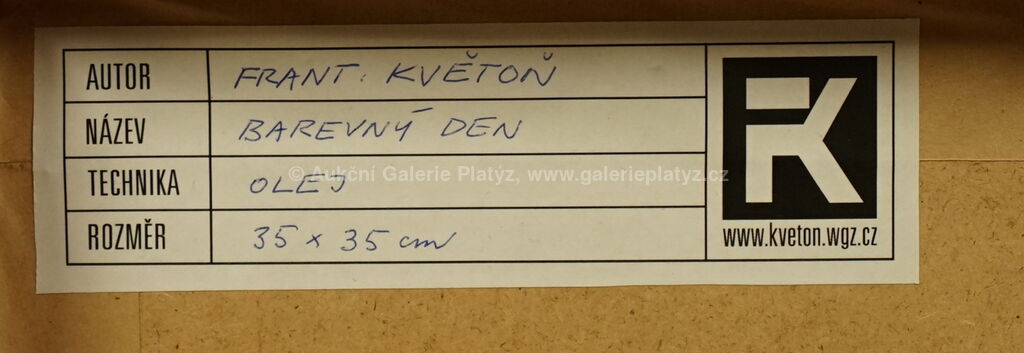 AUTOR FRANT. KVĚTOŇ
NÁZEV BAREVNÝ DEN
© Aukční Galerie Platýz, www.galerieplatyz.cz
TECHNIKA OLEJ
ROZMĚR 35 x 35 cm
FK
www.kveton.wgz.cz